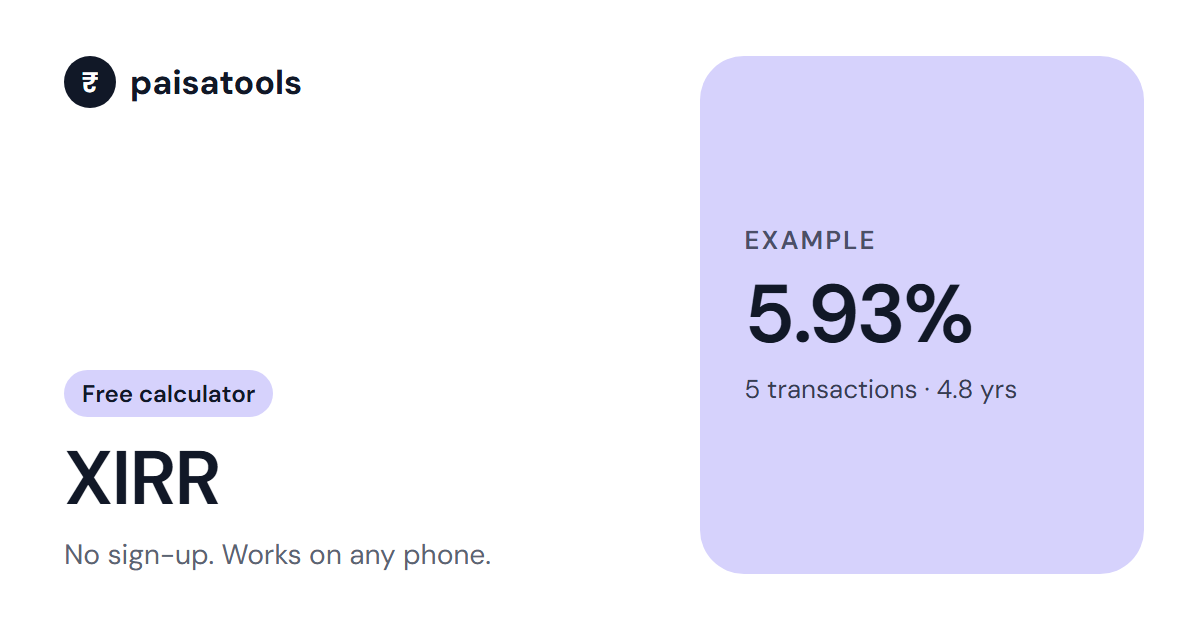 ₹ paisatools
Free calculator
XIRR
No sign-up. Works on any phone.
EXAMPLE
5.93%
5 transactions · 4.8 yrs